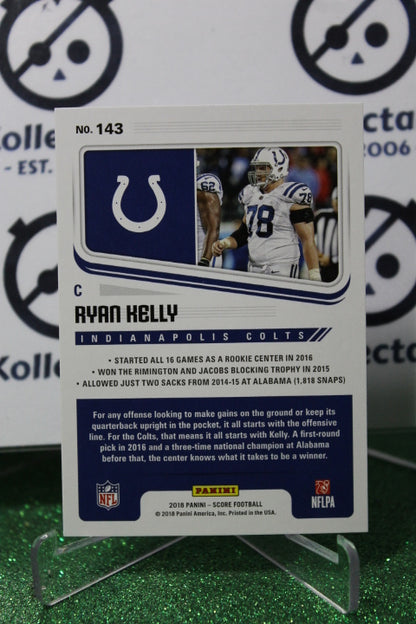 NO. 143
62
78
78
C
RYAN KELLY
INDIANAPOLIS COLTS
• STARTED ALL 16 GAMES AS A ROOKIE CENTER IN 2016
• WON THE RIMINGTON AND JACOBS BLOCKING TROPHY IN 2015
• ALLOWED JUST TWO SACKS FROM 2014-15 AT ALABAMA (1,818 SNAPS)
For any offense looking to make gains on the ground or keep its
quarterback upright in the pocket, it all starts with the offensive
line. For the Colts, that means it all starts with Kelly. A first-round
pick in 2016 and a three-time national champion at Alabama
before that, the center knows what it takes to be a winner.
NFL
PANINI
NFLPA
2018 PANINI – SCORE FOOTBALL
© 2018 Panini America, Inc. Printed in the USA.
Kollec
- EST.
ecta
2006
Kolle
ecta